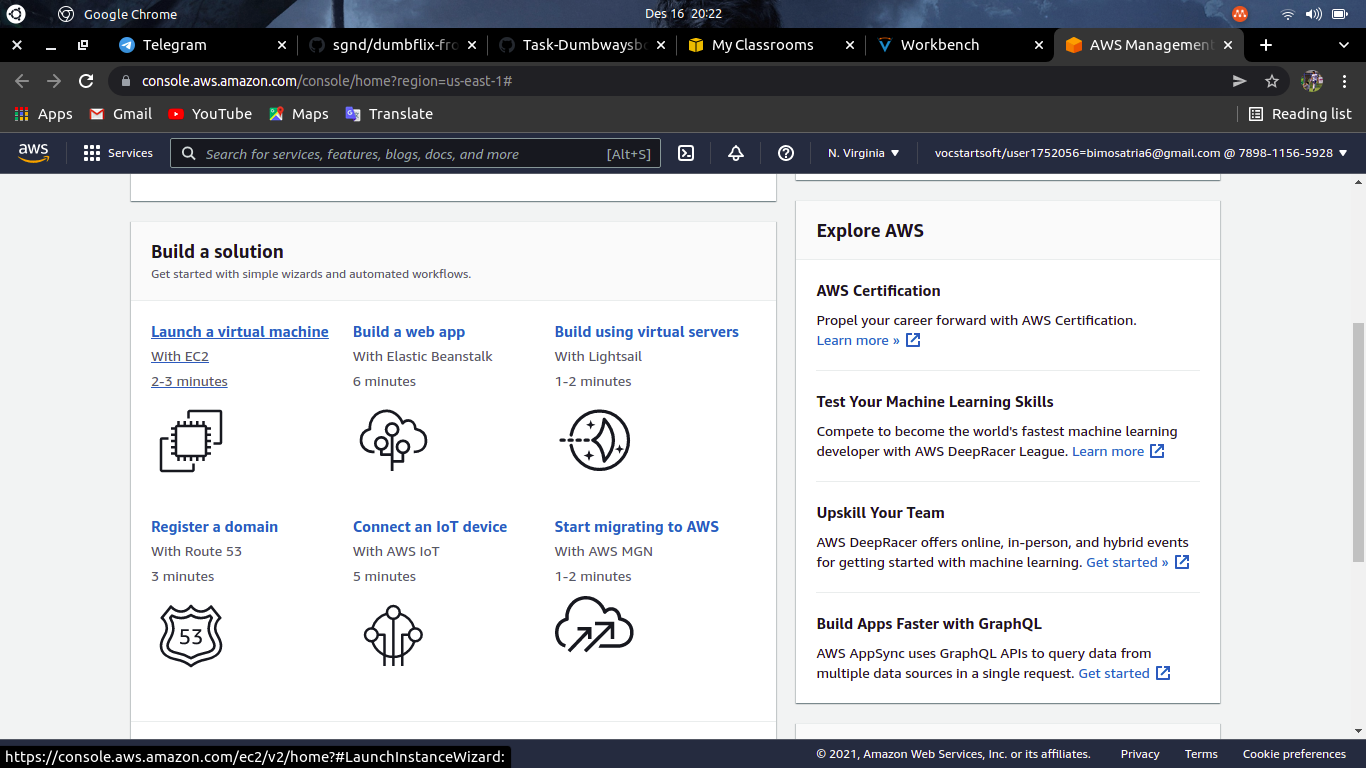 Google Chrome
Des 16 20:22
Telegram
sgnd/dumbflix-fro
Task-Dumbwaysbo
My Classrooms
Workbench
AWS Management
console.aws.amazon.com/console/home?region=us-east-1#
Apps
Gmail
YouTube
Maps
Translate
Reading list
aws
Services
Search for services, features, blogs, docs, and more
[Alt+S]
N. Virginia
vocstartsoft/user1752056=bimosatria6@gmail.com @ 7898-1156-5928
Build a solution
Get started with simple wizards and automated workflows.
Launch a virtual machine
With EC2
2-3 minutes
Build a web app
With Elastic Beanstalk
6 minutes
Build using virtual servers
With Lightsail
1-2 minutes
Register a domain
With Route 53
3 minutes
53
Connect an IoT device
With AWS IoT
5 minutes
Start migrating to AWS
With AWS MGN
1-2 minutes
Explore AWS
AWS Certification
Propel your career forward with AWS Certification.
Learn more »
Test Your Machine Learning Skills
Compete to become the world's fastest machine learning
developer with AWS DeepRacer League. Learn more
Upskill Your Team
AWS DeepRacer offers online, in-person, and hybrid events
for getting started with machine learning. Get started »
Build Apps Faster with GraphQL
AWS AppSync uses GraphQL APIs to query data from
multiple data sources in a single request. Get started
https://console.aws.amazon.com/ec2/v2/home?#LaunchInstanceWizard:
© 2021, Amazon Web Services, Inc. or its affiliates.
Privacy
Terms
Cookie preferences